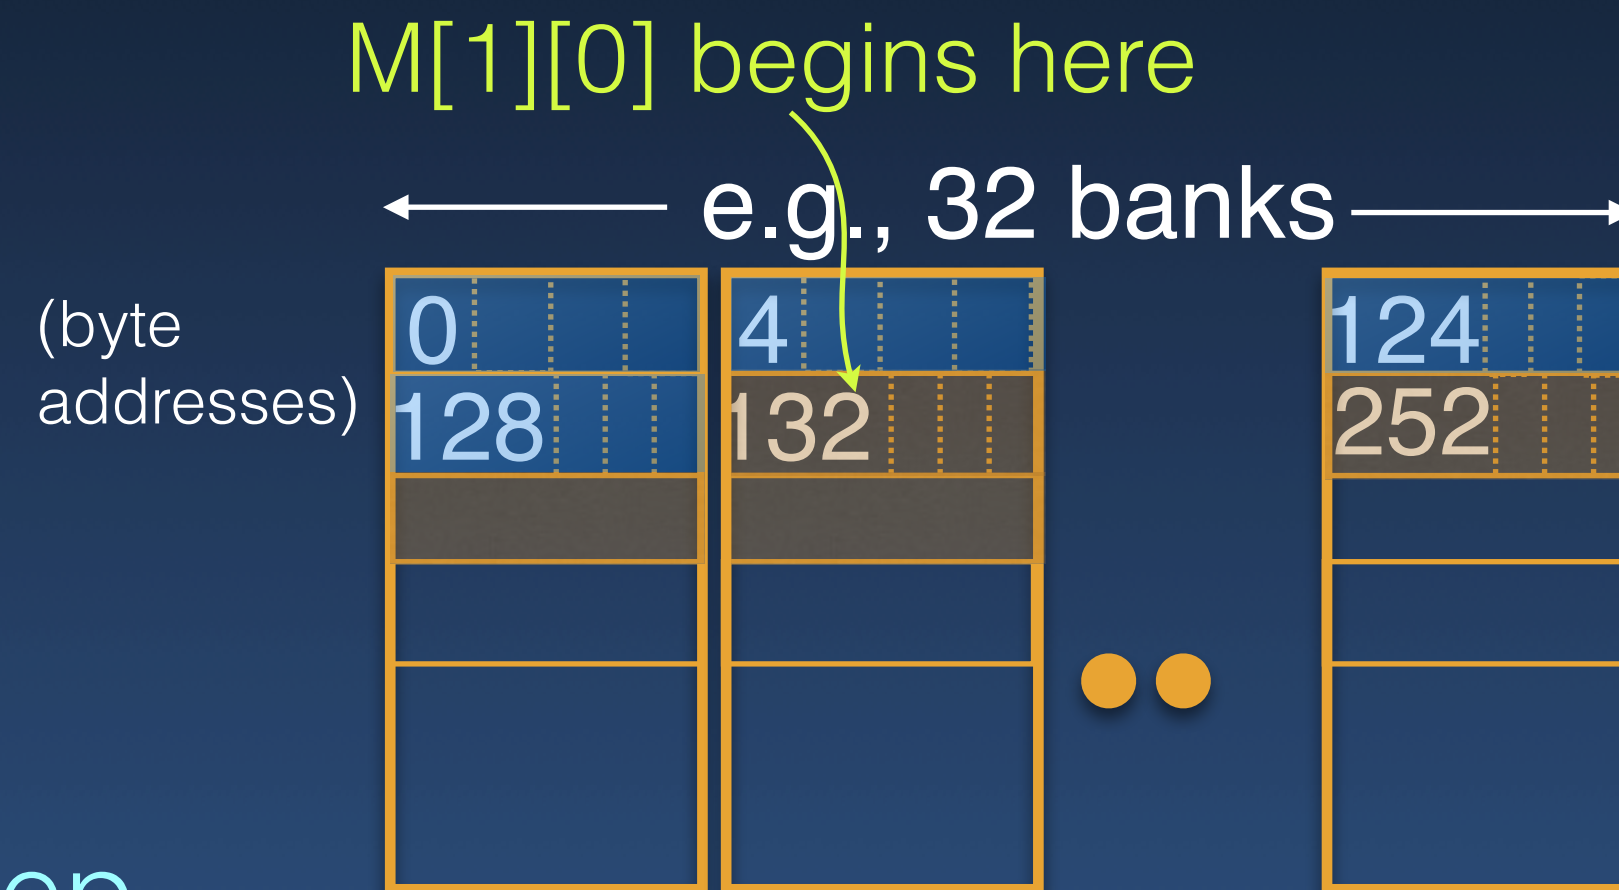 M[1][0] begins here
e.g., 32 banks
(byte
addresses)
0 4 124
128 132 252